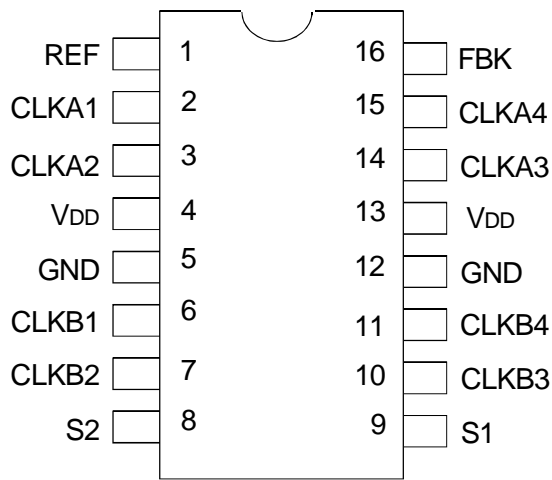 REF 1 16 FBK
CLKA1 2 15 CLKA4
CLKA2 3 14 CLKA3
VDD 4 13 VDD
GND 5 12 GND
CLKB1 6 11 CLKB4
CLKB2 7 10 CLKB3
S2 8 9 S1